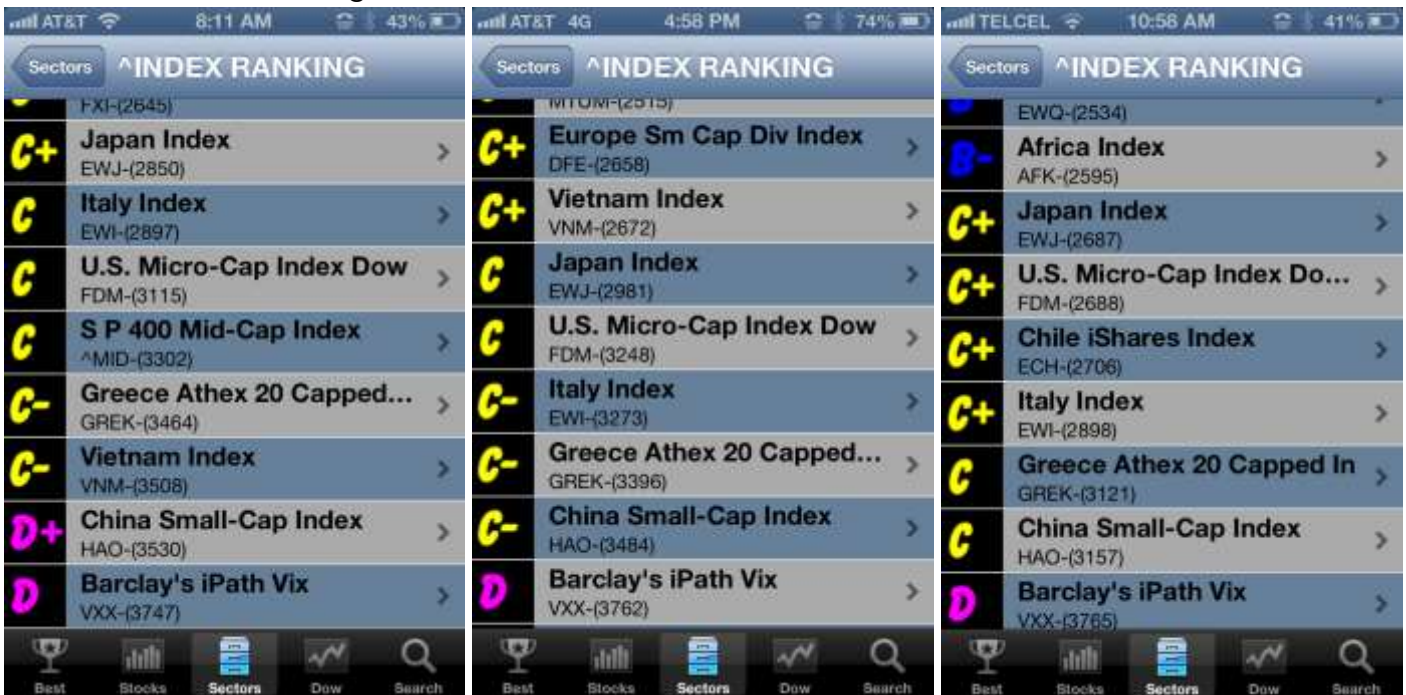 AT&T 8:11 AM 43%
Sectors ^INDEX RANKING
FXI-(2645)
C+ Japan Index
EWJ-(2850)
C Italy Index
EWI-(2897)
C U.S. Micro-Cap Index Dow
FDM-(3115)
C S P 400 Mid-Cap Index
^MID-(3302)
C- Greece Athex 20 Capped...
GREK-(3464)
C- Vietnam Index
VNM-(3508)
D+ China Small-Cap Index
HAO-(3530)
D Barclay's iPath Vix
VXX-(3747)
Best Stocks Sectors Dow Search
AT&T 4G 4:58 PM 74%
Sectors ^INDEX RANKING
MTUM-(2515)
C+ Europe Sm Cap Div Index
DFE-(2658)
C+ Vietnam Index
VNM-(2672)
C Japan Index
EWJ-(2981)
C U.S. Micro-Cap Index Dow
FDM-(3248)
C- Italy Index
EWI-(3273)
C- Greece Athex 20 Capped...
GREK-(3396)
C- China Small-Cap Index
HAO-(3484)
D Barclay's iPath Vix
VXX-(3762)
Best Stocks Sectors Dow Search
TELCEL 10:56 AM 41%
Sectors ^INDEX RANKING
EWQ-(2534)
B- Africa Index
AFK-(2595)
C+ Japan Index
EWJ-(2687)
C+ U.S. Micro-Cap Index Do...
FDM-(2688)
C+ Chile iShares Index
ECH-(2706)
C+ Italy Index
EWI-(2898)
C Greece Athex 20 Capped In
GREK-(3121)
C China Small-Cap Index
HAO-(3157)
D Barclay's iPath Vix
VXX-(3765)
Best Stocks Sectors Dow Search